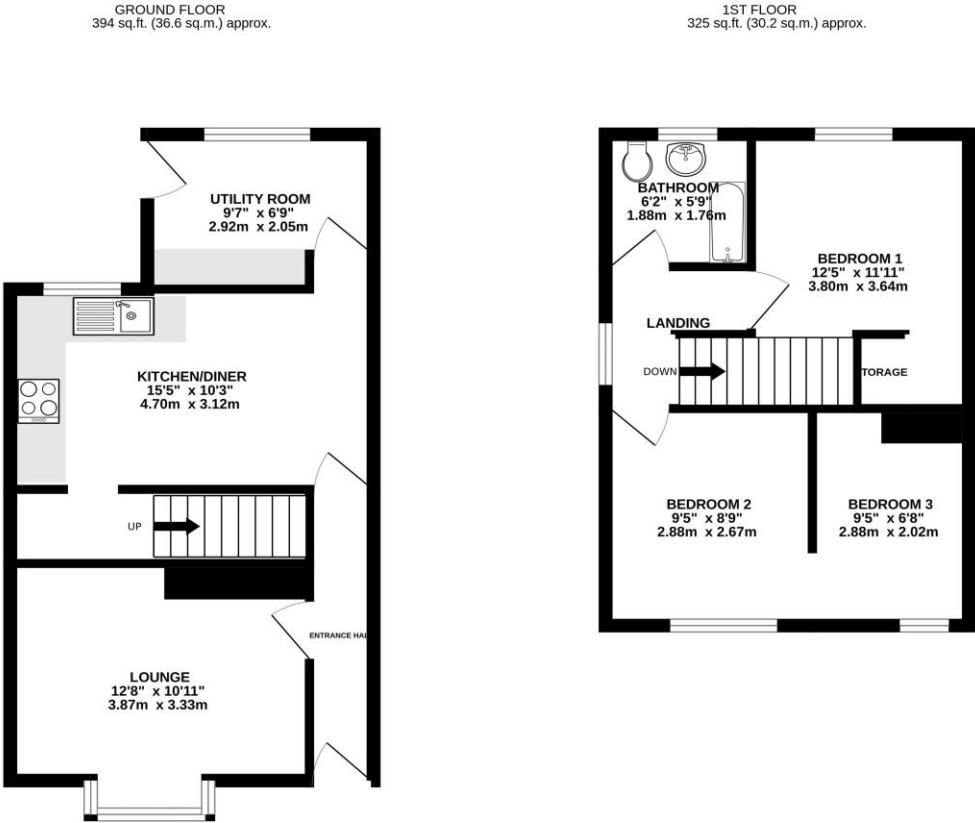 GROUND FLOOR
394 sq.ft. (36.6 sq.m.) approx.
1ST FLOOR
325 sq.ft. (30.2 sq.m.) approx.
UTILITY ROOM
9'7" x 6'9"
2.92m x 2.05m
KITCHEN/DINER
15'5" x 10'3"
4.70m x 3.12m
UP
ENTRANCE HAL
LOUNGE
12'8" x 10'11"
3.87m x 3.33m
BATHROOM
6'2" x 5'9"
1.88m x 1.76m
BEDROOM 1
12'5" x 11'11"
3.80m x 3.64m
LANDING
DOWN
TORAGE
BEDROOM 2
9'5" x 8'9"
2.88m x 2.67m
BEDROOM 3
9'5" x 6'8"
2.88m x 2.02m